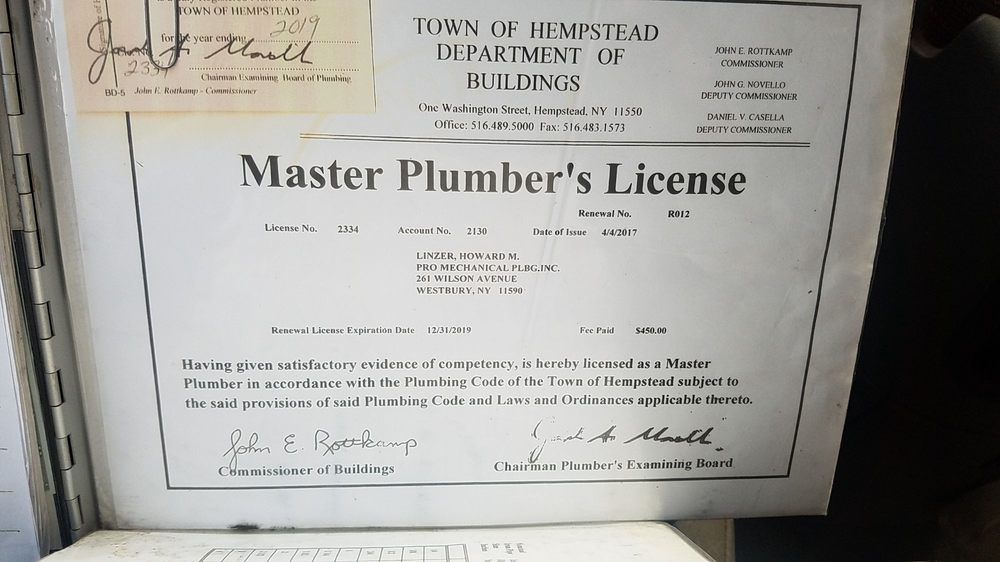 TOWN OF HEMPSTEAD
for the year ending 2019
2334
Chairman Examining Board of Plumbing
BD-5 John E. Rottkamp - Commissioner
TOWN OF HEMPSTEAD
DEPARTMENT OF
BUILDINGS
One Washington Street, Hempstead, NY 11550
Office: 516.489.5000 Fax: 516.483.1573
JOHN E. ROTTKAMP
COMMISSIONER
JOHN G. NOVELLO
DEPUTY COMMISSIONER
DANIEL V. CASELLA
DEPUTY COMMISSIONER
Master Plumber's License
Renewal No. R012
License No. 2334 Account No. 2130 Date of Issue 4/4/2017
LINZER, HOWARD M.
PRO MECHANICAL PLBG.INC.
261 WILSON AVENUE
WESTBURY, NY 11590
Renewal License Expiration Date 12/31/2019 Fee Paid $450.00
Having given satisfactory evidence of competency, is hereby licensed as a Master
Plumber in accordance with the Plumbing Code of the Town of Hempstead subject to
the said provisions of said Plumbing Code and Laws and Ordinances applicable thereto.
John E. Rottkamp
Commissioner of Buildings
Chairman Plumber's Examining Board